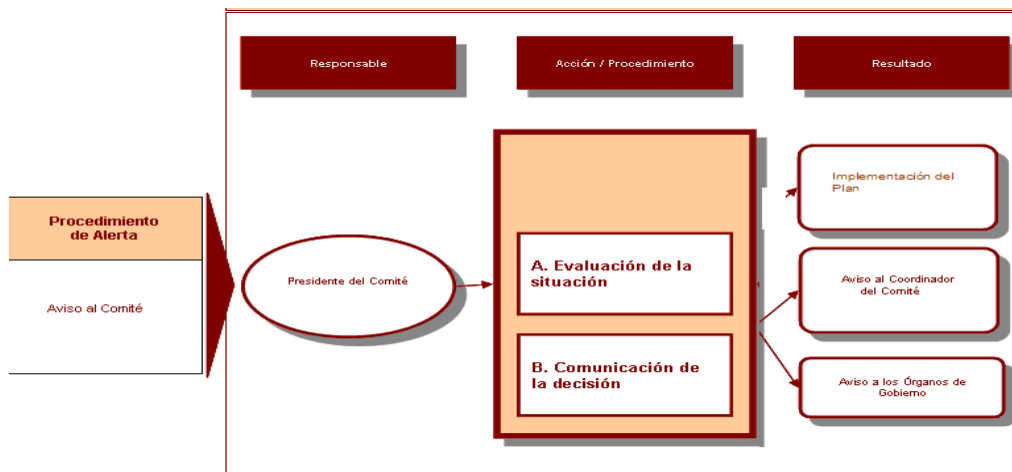 Responsable
Acción / Procedimiento
Resultado
Procedimiento
de Alerta
Aviso al Comité
Presidente del Comité
A. Evaluación de la
situación
B. Comunicación de
la decisión
Implementación del
Plan
Aviso al Coordinador
del Comité
Aviso a los Órganos de
Gobierno